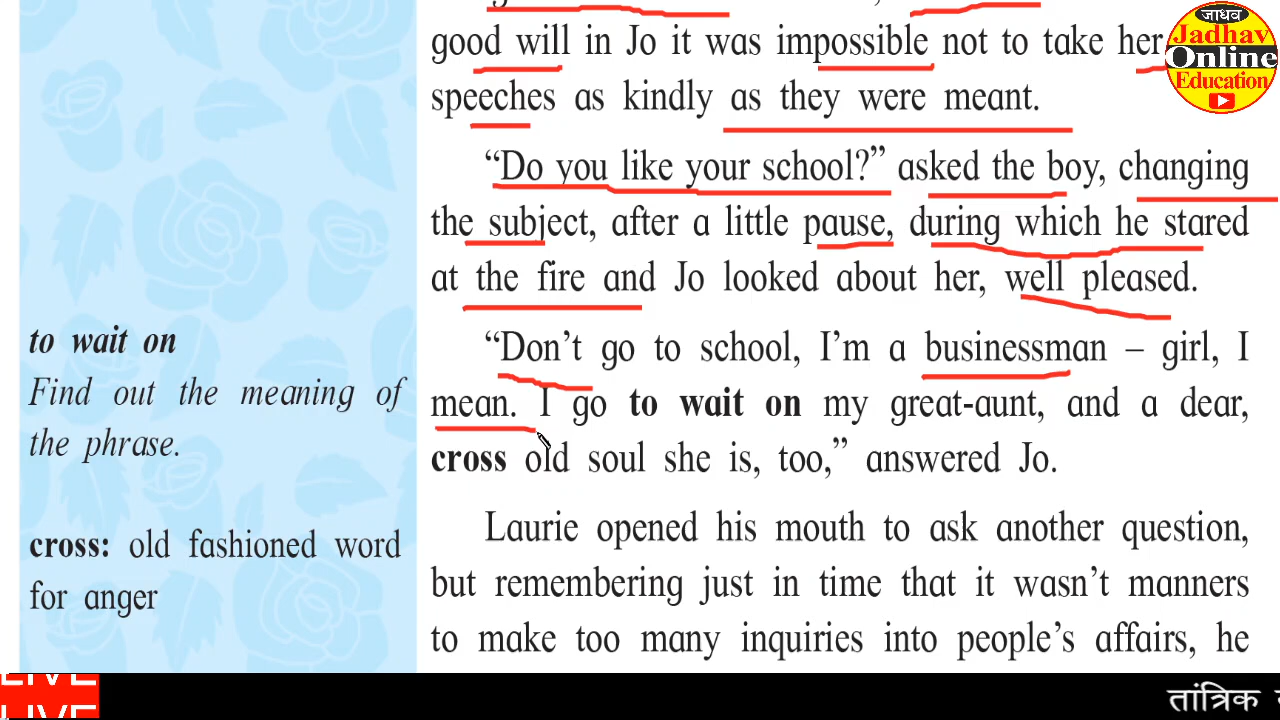 good will in Jo it was impossible not to take her
speeches as kindly as they were meant.
“Do you like your school?” asked the boy, changing
the subject, after a little pause, during which he stared
at the fire and Jo looked about her, well pleased.
“Don’t go to school, I’m a businessman – girl, I
mean. I go to wait on my great-aunt, and a dear,
cross old soul she is, too,” answered Jo.
Laurie opened his mouth to ask another question,
but remembering just in time that it wasn’t manners
to make too many inquiries into people’s affairs, he
to wait on
Find out the meaning of
the phrase.
cross: old fashioned word
for anger
जाधव
Jadhav
Online
Education
LIVE
LIVE
तांत्रिक